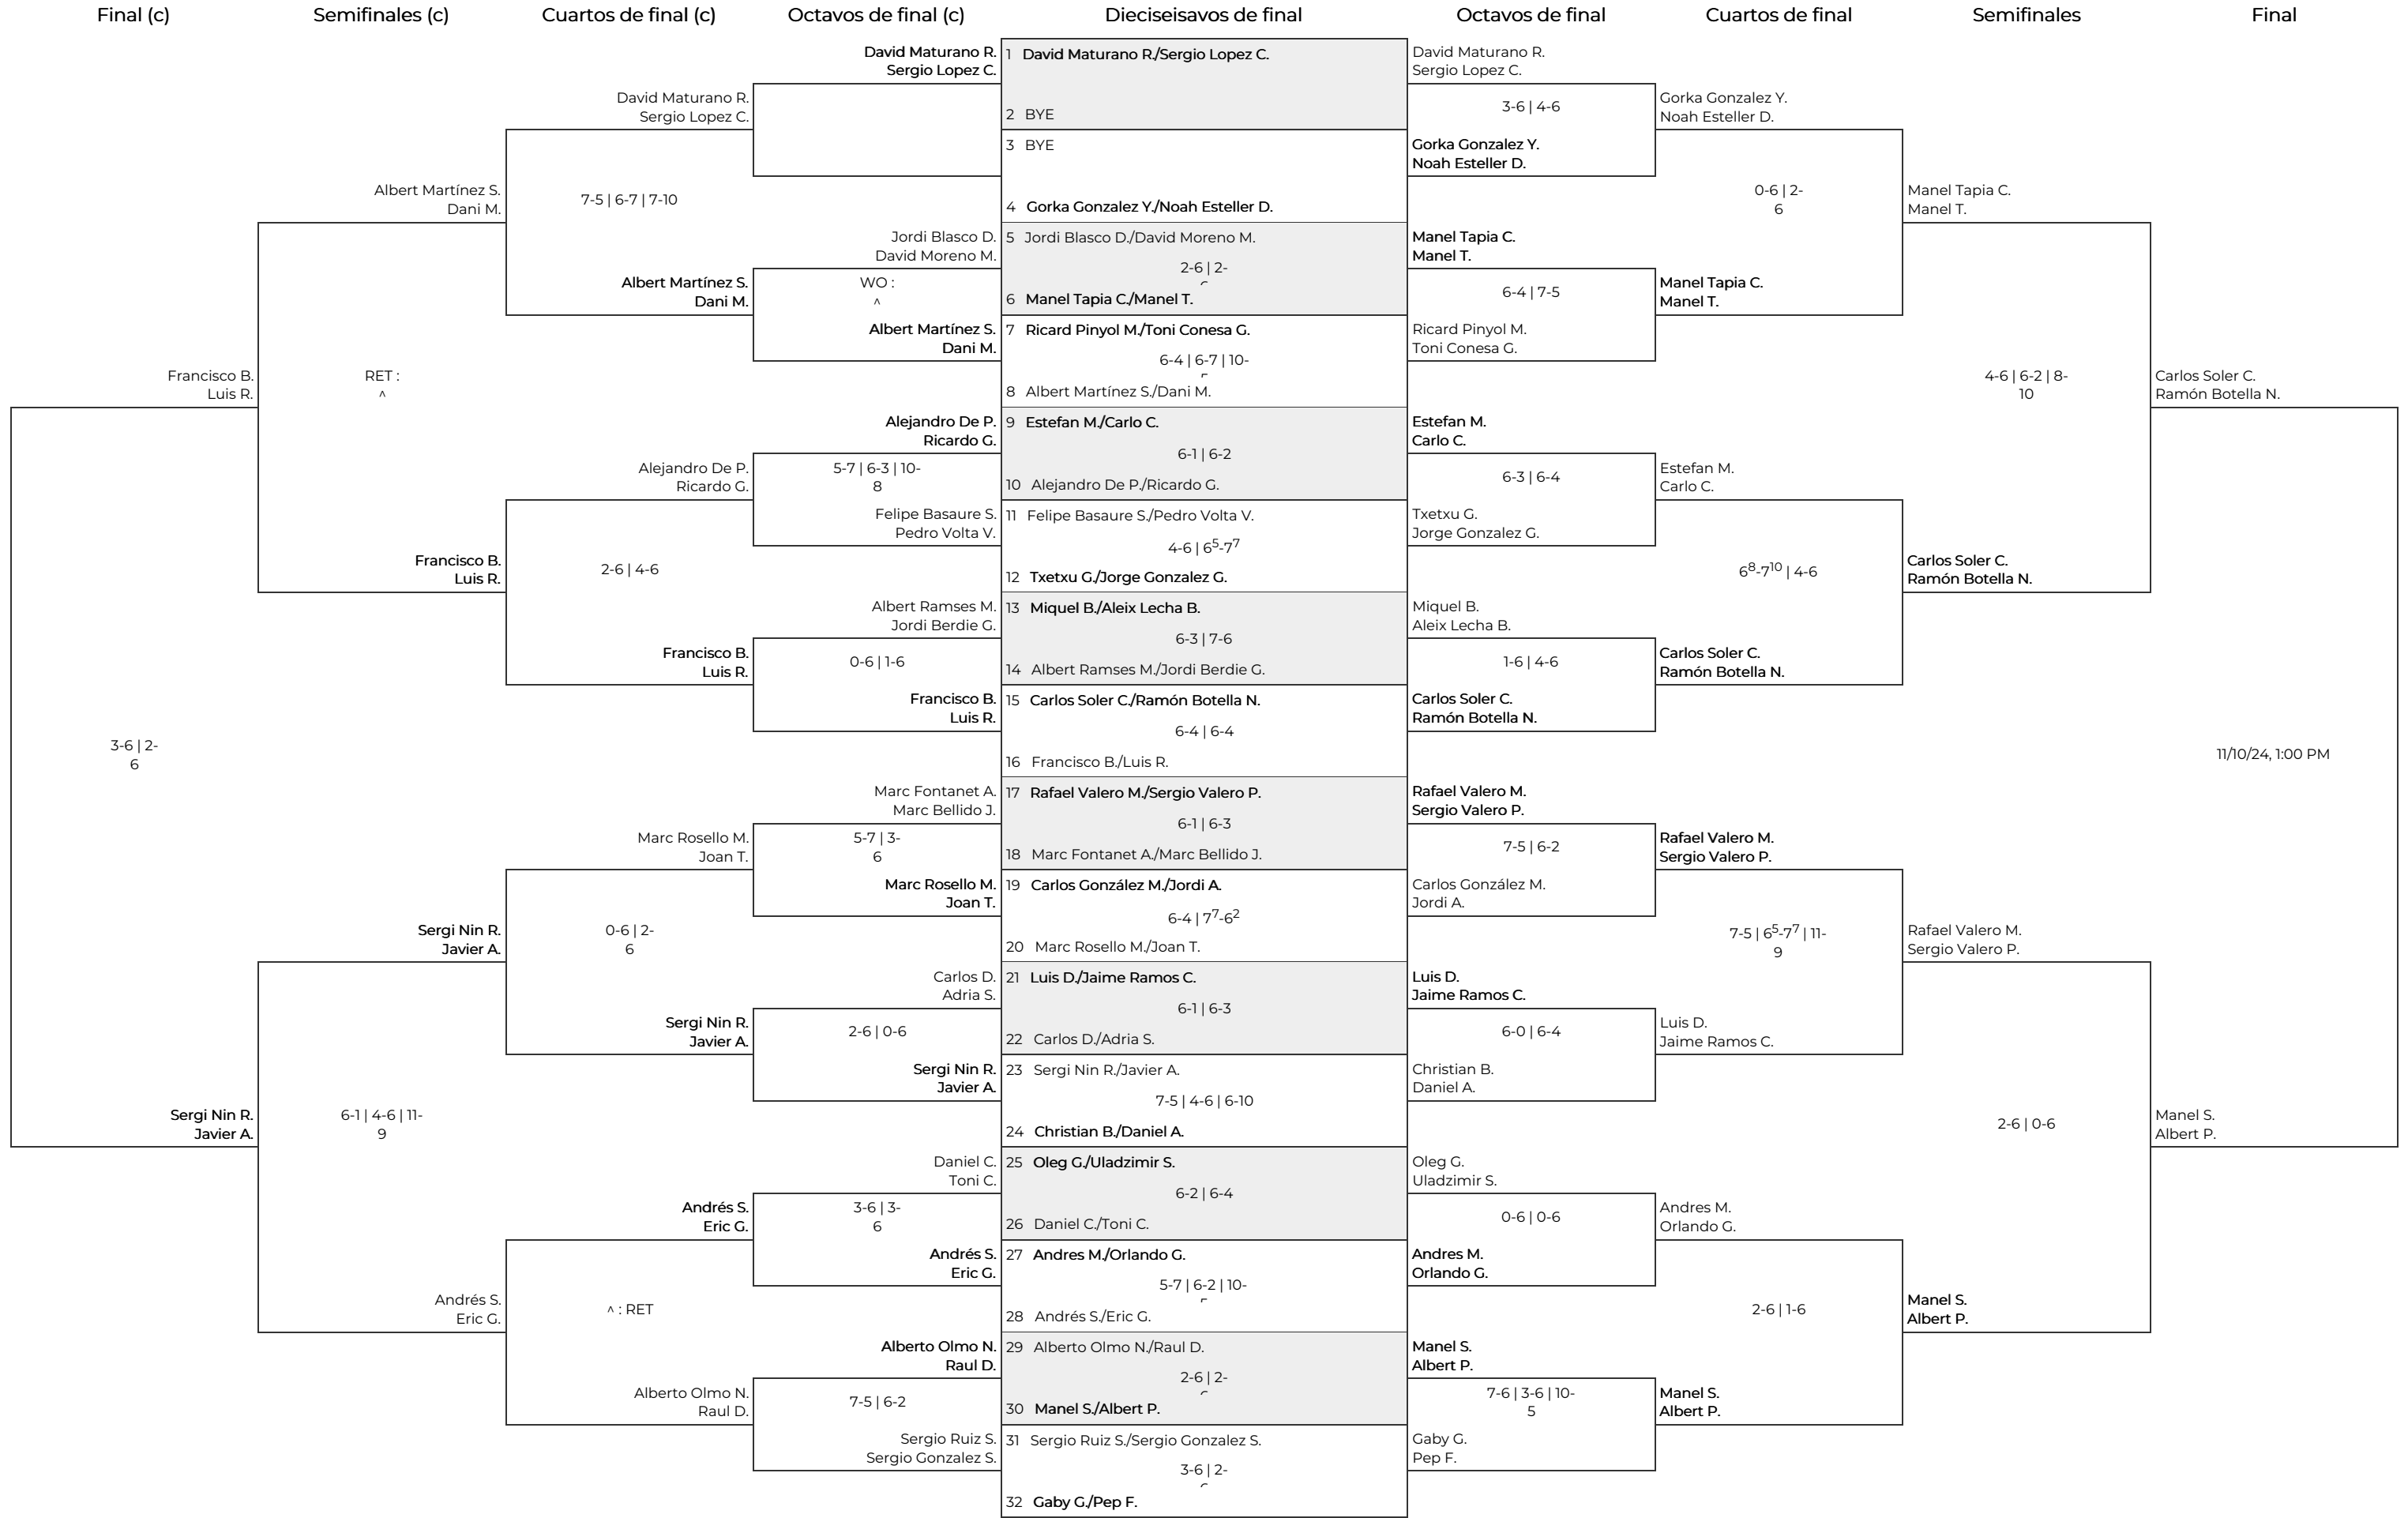 Final (c)
Semifinales (c)
Cuartos de final (c)
Octavos de final (c)
Dieciseisavos de final
Octavos de final
Cuartos de final
Semifinales
Final
Francisco B.
Luis R.
3-6 | 2-
6
Sergi Nin R.
Javier A.
Albert Martínez S.
Dani M.
RET :
^
Francisco B.
Luis R.
Sergi Nin R.
Javier A.
6-1 | 4-6 | 11-
9
Andrés S.
Eric G.
David Maturano R.
Sergio Lopez C.
7-5 | 6-7 | 7-10
Albert Martínez S.
Dani M.
Alejandro De P.
Ricardo G.
2-6 | 4-6
Francisco B.
Luis R.
Marc Rosello M.
Joan T.
0-6 | 2-
6
Sergi Nin R.
Javier A.
Andrés S.
Eric G.
^ : RET
Alberto Olmo N.
Raul D.
David Maturano R.
Sergio Lopez C.
Jordi Blasco D.
David Moreno M.
WO :
^
Albert Martínez S.
Dani M.
Alejandro De P.
Ricardo G.
5-7 | 6-3 | 10-
8
Felipe Basaure S.
Pedro Volta V.
Albert Ramses M.
Jordi Berdie G.
0-6 | 1-6
Francisco B.
Luis R.
Marc Fontanet A.
Marc Bellido J.
5-7 | 3-
6
Marc Rosello M.
Joan T.
Carlos D.
Adria S.
2-6 | 0-6
Sergi Nin R.
Javier A.
Daniel C.
Toni C.
3-6 | 3-
6
Andrés S.
Eric G.
Alberto Olmo N.
Raul D.
7-5 | 6-2
Sergio Ruiz S.
Sergio Gonzalez S.
1 David Maturano R./Sergio Lopez C.
2 BYE
3 BYE
4 Gorka Gonzalez Y./Noah Esteller D.
5 Jordi Blasco D./David Moreno M.
2-6 | 2-
6 Manel Tapia C./Manel T.
7 Ricard Pinyol M./Toni Conesa G.
6-4 | 6-7 | 10-
8 Albert Martínez S./Dani M.
9 Estefan M./Carlo C.
6-1 | 6-2
10 Alejandro De P./Ricardo G.
11 Felipe Basaure S./Pedro Volta V.
4-6 | 6⁵-7⁷
12 Txetxu G./Jorge Gonzalez G.
13 Miquel B./Aleix Lecha B.
6-3 | 7-6
14 Albert Ramses M./Jordi Berdie G.
15 Carlos Soler C./Ramón Botella N.
6-4 | 6-4
16 Francisco B./Luis R.
17 Rafael Valero M./Sergio Valero P.
6-1 | 6-3
18 Marc Fontanet A./Marc Bellido J.
19 Carlos González M./Jordi A.
6-4 | 7⁷-6²
20 Marc Rosello M./Joan T.
21 Luis D./Jaime Ramos C.
6-1 | 6-3
22 Carlos D./Adria S.
23 Sergi Nin R./Javier A.
7-5 | 4-6 | 6-10
24 Christian B./Daniel A.
25 Oleg G./Uladzimir S.
6-2 | 6-4
26 Daniel C./Toni C.
27 Andres M./Orlando G.
5-7 | 6-2 | 10-
28 Andrés S./Eric G.
29 Alberto Olmo N./Raul D.
2-6 | 2-
30 Manel S./Albert P.
31 Sergio Ruiz S./Sergio Gonzalez S.
3-6 | 2-
32 Gaby G./Pep F.
David Maturano R.
Sergio Lopez C.
3-6 | 4-6
Gorka Gonzalez Y.
Noah Esteller D.
Manel Tapia C.
Manel T.
6-4 | 7-5
Ricard Pinyol M.
Toni Conesa G.
Estefan M.
Carlo C.
6-3 | 6-4
Txetxu G.
Jorge Gonzalez G.
Miquel B.
Aleix Lecha B.
1-6 | 4-6
Carlos Soler C.
Ramón Botella N.
Rafael Valero M.
Sergio Valero P.
7-5 | 6-2
Carlos González M.
Jordi A.
Luis D.
Jaime Ramos C.
6-0 | 6-4
Christian B.
Daniel A.
Oleg G.
Uladzimir S.
0-6 | 0-6
Andres M.
Orlando G.
Manel S.
Albert P.
7-6 | 3-6 | 10-
5
Gaby G.
Pep F.
Gorka Gonzalez Y.
Noah Esteller D.
0-6 | 2-
6
Manel Tapia C.
Manel T.
Estefan M.
Carlo C.
6⁸-7¹⁰ | 4-6
Carlos Soler C.
Ramón Botella N.
Rafael Valero M.
Sergio Valero P.
7-5 | 6⁵-7⁷ | 11-
9
Luis D.
Jaime Ramos C.
Andres M.
Orlando G.
2-6 | 1-6
Manel S.
Albert P.
Manel Tapia C.
Manel T.
4-6 | 6-2 | 8-
10
Carlos Soler C.
Ramón Botella N.
Rafael Valero M.
Sergio Valero P.
2-6 | 0-6
Manel S.
Albert P.
Carlos Soler C.
Ramón Botella N.
11/10/24, 1:00 PM
Manel S.
Albert P.